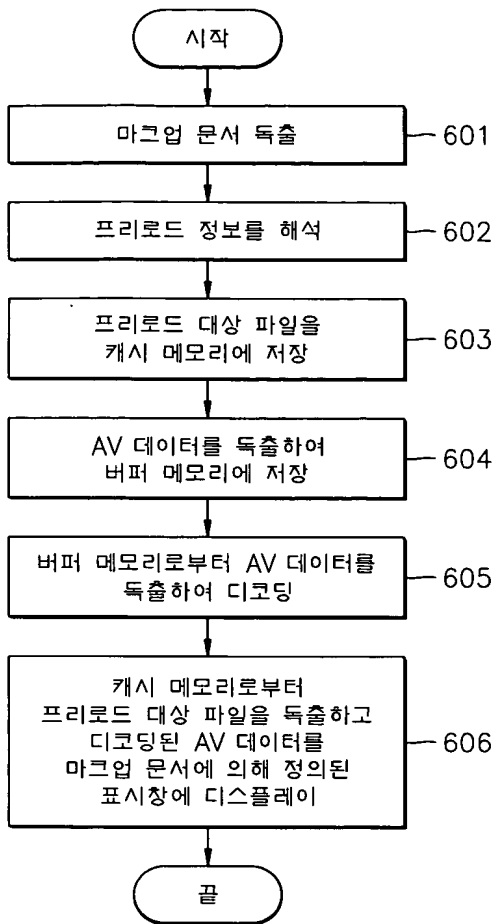 시작
마크업 문서 독출
601
프리로드 정보를 해석
602
프리로드 대상 파일을
캐시 메모리에 저장
603
AV 데이터를 독출하여
버퍼 메모리에 저장
604
버퍼 메모리로부터 AV 데이터를
독출하여 디코딩
605
캐시 메모리로부터
프리로드 대상 파일을 독출하고
디코딩된 AV 데이터를
마크업 문서에 의해 정의된
표시창에 디스플레이
606
끝